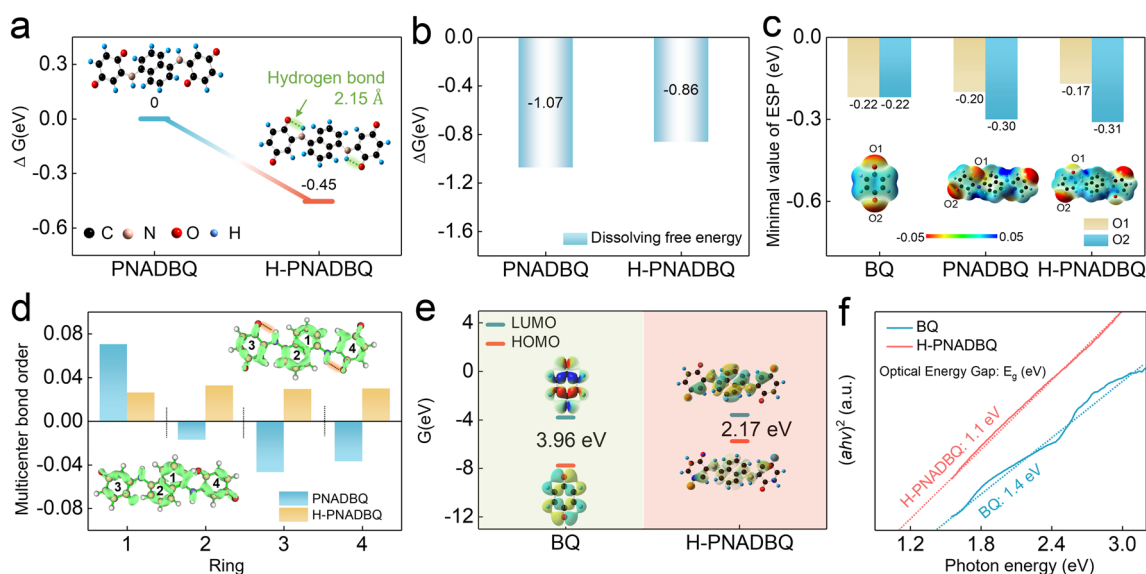 a
Δ G(eV)
0.3
0.0
-0.3
-0.6
0
Hydrogen bond
2.15 Å
-0.45
C N O H
PNADBQ H-PNADBQ
b
ΔG(eV)
0.0
-0.4
-0.8
-1.2
-1.6
-1.07
-0.86
Dissolving free energy
PNADBQ H-PNADBQ
c
Minimal value of ESP (eV)
0.0
-0.3
-0.6
-0.22 -0.22
-0.20
-0.30
-0.17
-0.31
O1
O2
O1
O2
O1
O2
-0.05 0.05
O1
O2
BQ PNADBQ H-PNADBQ
d
Multicenter bond order
0.08
0.04
0.00
-0.04
-0.08
3
1
2
4
3
1
2
4
PNADBQ
H-PNADBQ
1 2 3 4
Ring
e
G(eV)
4
0
-4
-8
-12
LUMO
HOMO
3.96 eV
2.17 eV
BQ H-PNADBQ
f
(ahv)2 (a.u.)
BQ
H-PNADBQ
Optical Energy Gap: Eg (eV)
H-PNADBQ: 1.1 eV
BQ: 1.4 eV
1.2 1.8 2.4 3.0
Photon energy (eV)